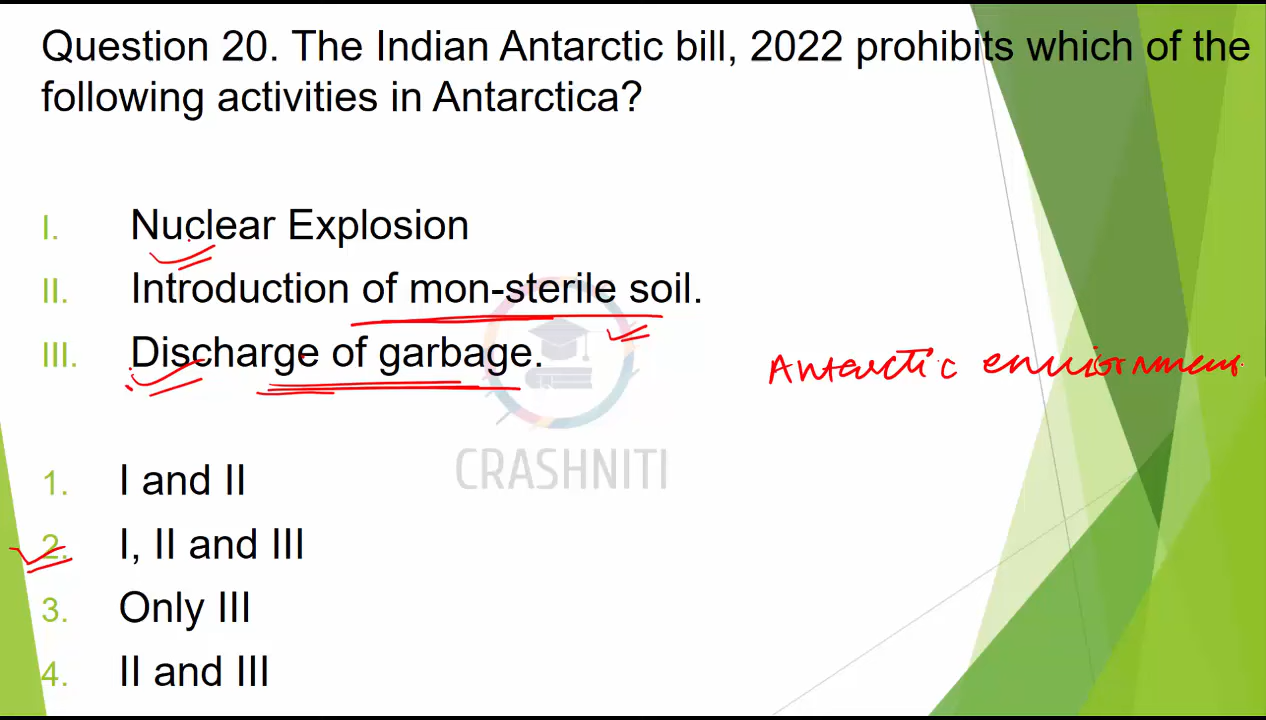 Question 20. The Indian Antarctic bill, 2022 prohibits which of the
following activities in Antarctica?
I. Nuclear Explosion
II. Introduction of mon-sterile soil.
III. Discharge of garbage.
Antarctic environment
CRASHNITI
1. I and II
2. I, II and III
3. Only III
4. II and III